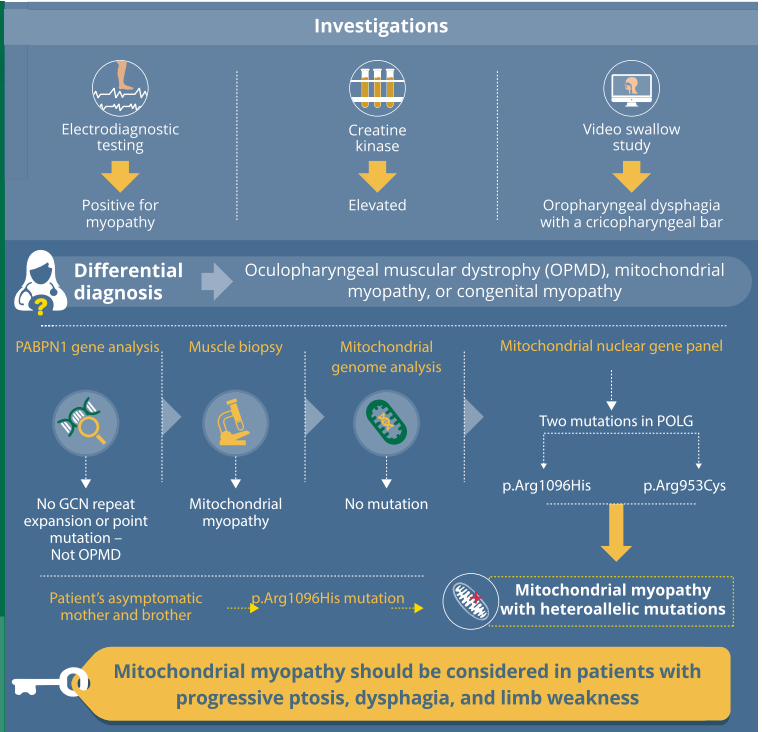 Investigations
Electrodiagnostic
testing
Positive for
myopathy
Creatine
kinase
Elevated
Video swallow
study
Oropharyngeal dysphagia
with a cricopharyngeal bar
Differential
diagnosis
?
Oculopharyngeal muscular dystrophy (OPMD), mitochondrial
myopathy, or congenital myopathy
PABPN1 gene analysis
No GCN repeat
expansion or point
mutation –
Not OPMD
Muscle biopsy
Mitochondrial
myopathy
Mitochondrial
genome analysis
No mutation
Mitochondrial nuclear gene panel
Two mutations in POLG
p.Arg1096His
p.Arg953Cys
Patient's asymptomatic
mother and brother
p.Arg1096His mutation
Mitochondrial myopathy
with heteroallelic mutations
Mitochondrial myopathy should be considered in patients with
progressive ptosis, dysphagia, and limb weakness